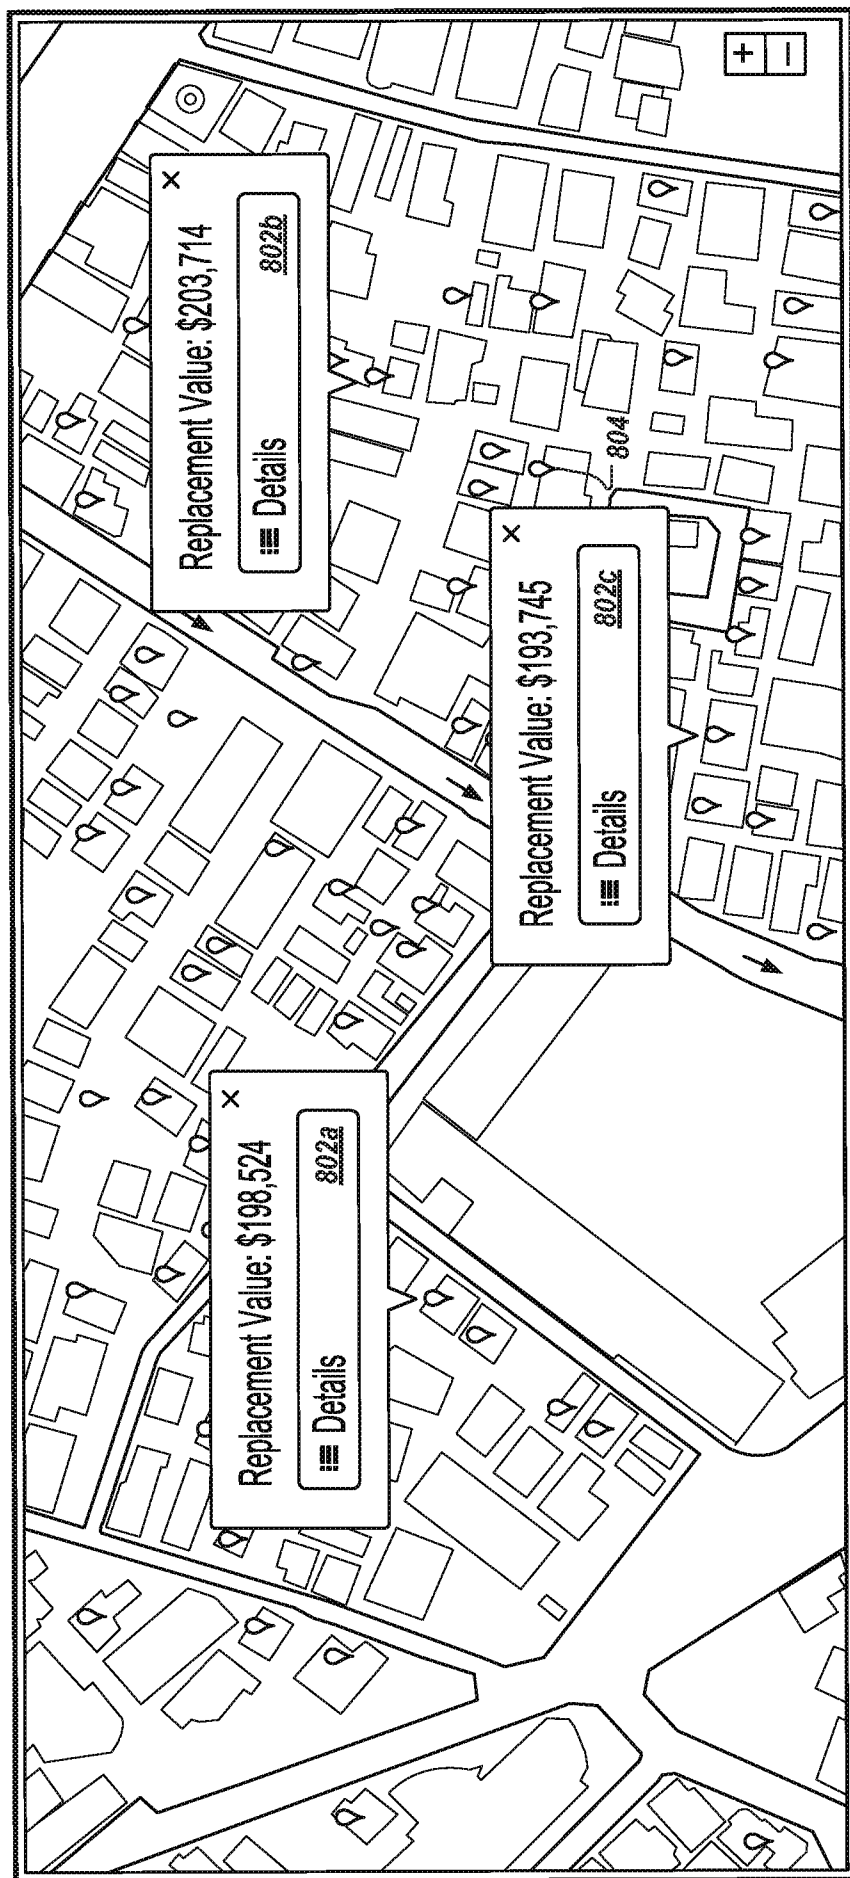 Replacement Value: $198,524
×
Details
802a
Replacement Value: $203,714
×
Details
802b
Replacement Value: $193,745
×
Details
802c
804
+
−